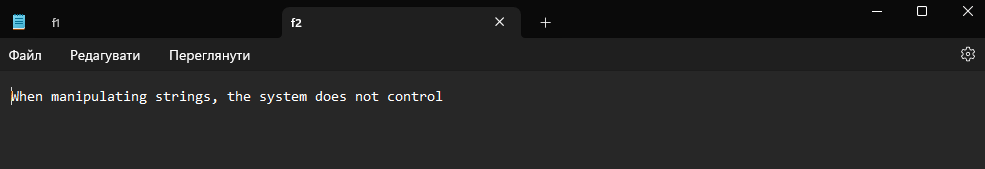 f1 f2
Файл Редагувати Переглянути
When manipulating strings, the system does not control